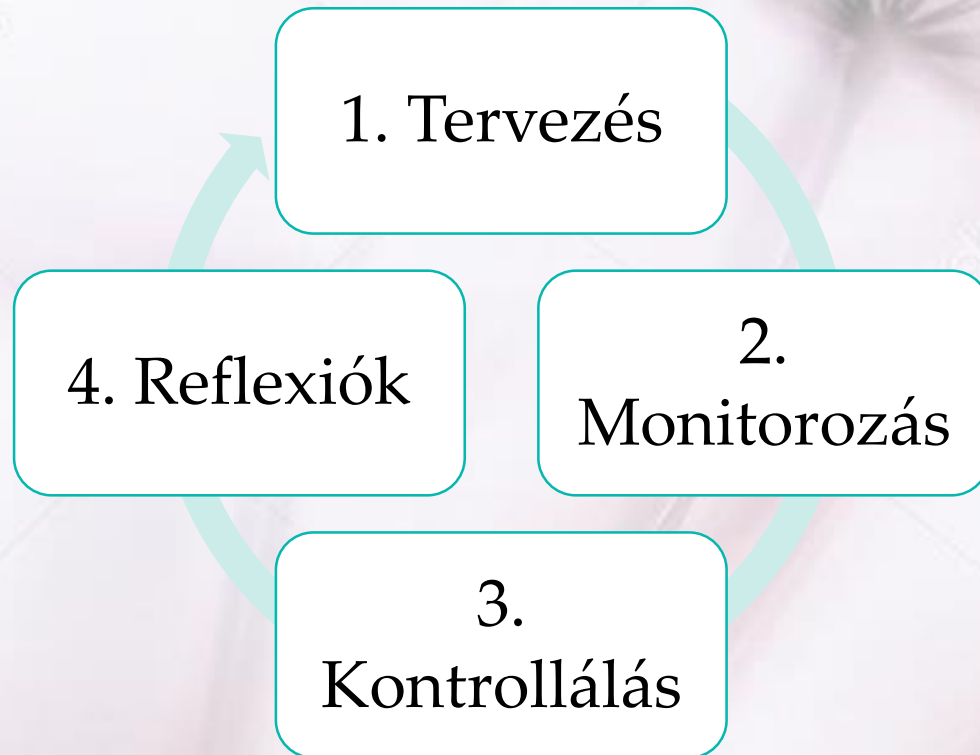 1. Tervezés
2.
Monitorozás
3.
Kontrollálás
4. Reflexiók